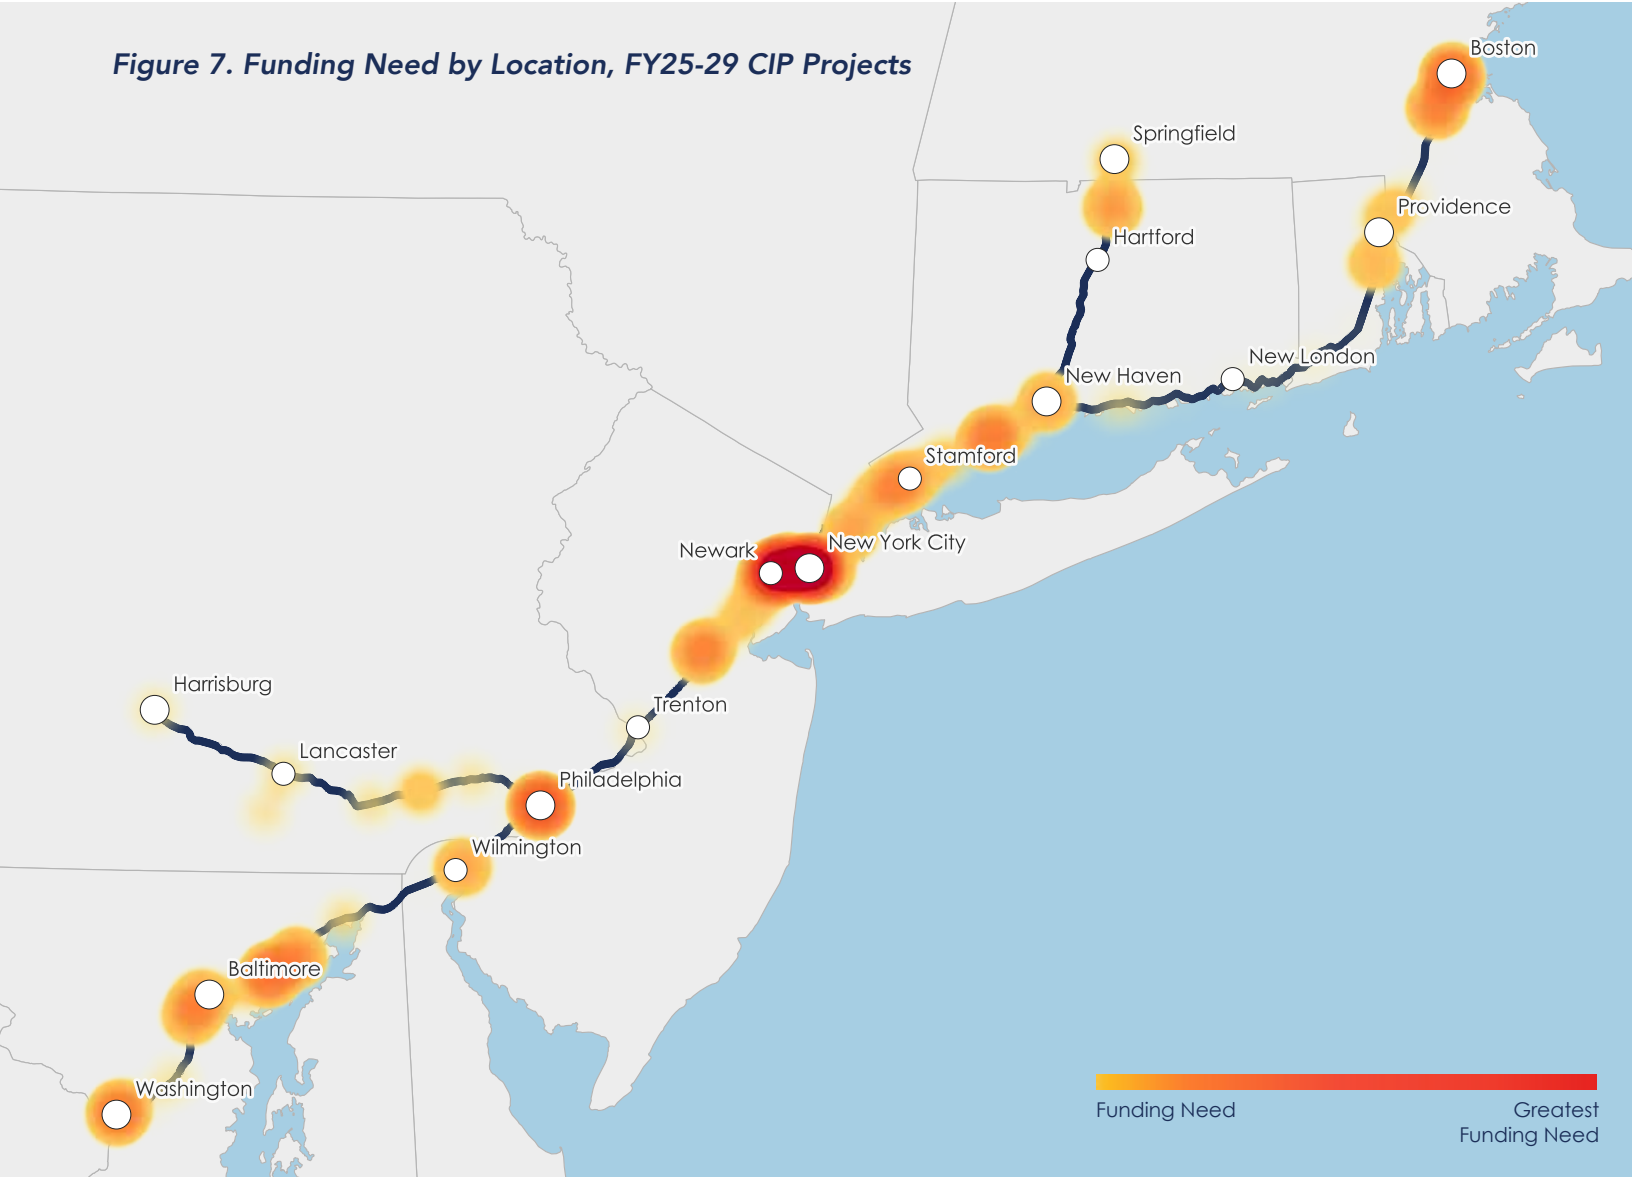 Figure 7. Funding Need by Location, FY25-29 CIP Projects
Boston
Springfield
Providence
Hartford
New London
New Haven
Stamford
New York City
Newark
Harrisburg
Trenton
Lancaster
Philadelphia
Wilmington
Baltimore
Washington
Funding Need
Greatest
Funding Need